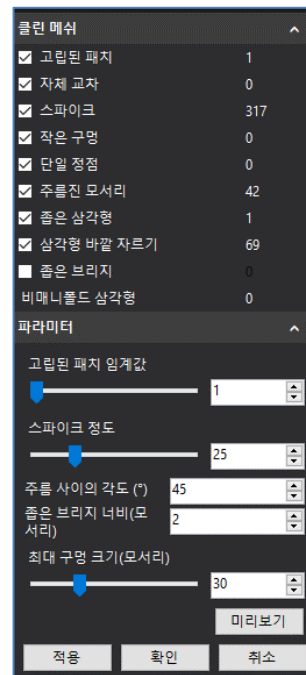 클린 메쉬
고립된 패치 1
자체 교차 0
스파이크 317
작은 구멍 0
단일 정점 0
주름진 모서리 42
좁은 삼각형 1
삼각형 바깥 자르기 69
좁은 브리지 0
비매니폴드 삼각형 0
파라미터
고립된 패치 임계값
1
스파이크 정도
25
주름 사이의 각도 (°) 45
좁은 브리지 너비(모
서리) 2
최대 구멍 크기(모서리)
30
미리보기
적용 확인 취소